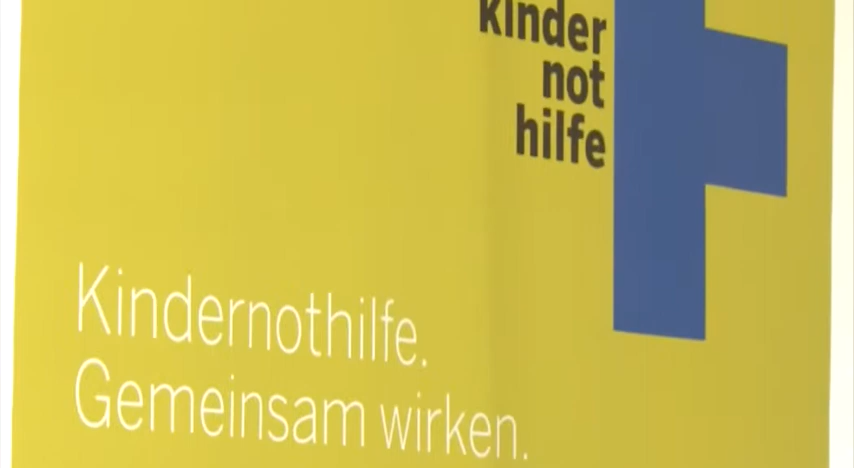 kinder
not
hilfe
Kindernothilfe.
Gemeinsam wirken.